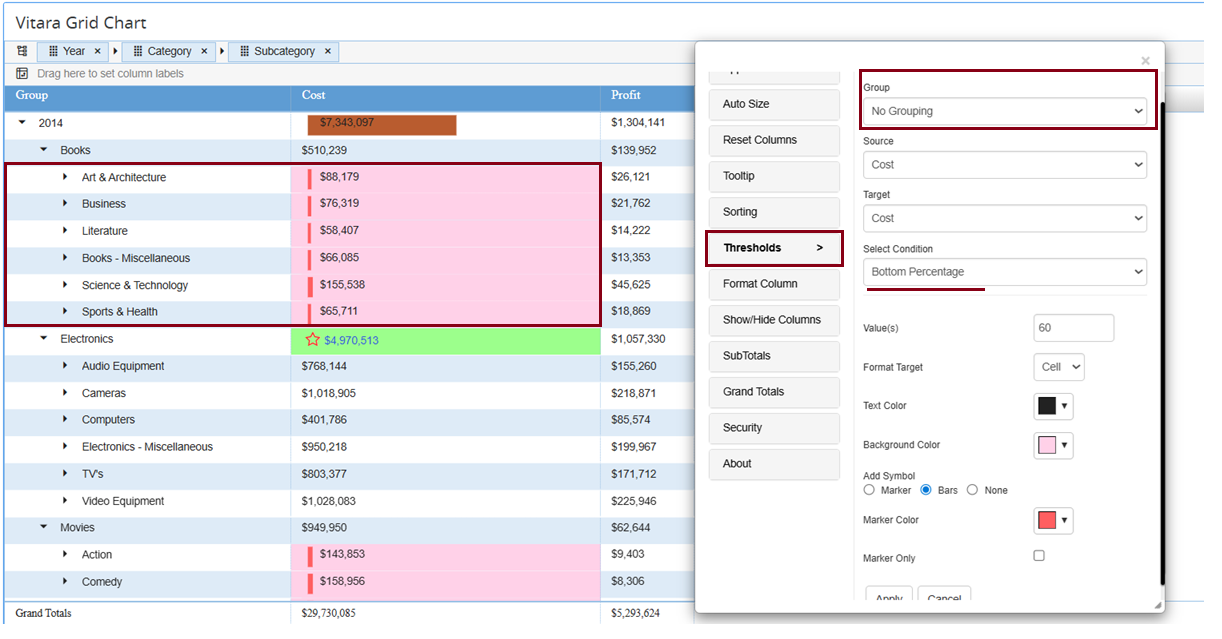 Vitara Grid Chart
Year × Category × Subcategory ×
Drag here to set column labels
Group Cost Profit
2014 $7,343,097 $1,304,141
Books $510,239 $139,952
Art & Architecture $88,179 $26,121
Business $76,319 $21,762
Literature $58,407 $14,222
Books - Miscellaneous $66,085 $13,353
Science & Technology $155,538 $45,625
Sports & Health $65,711 $18,869
Electronics $4,970,513 $1,057,330
Audio Equipment $768,144 $155,260
Cameras $1,018,905 $218,871
Computers $401,786 $85,574
Electronics - Miscellaneous $950,218 $199,967
TV's $803,377 $171,712
Video Equipment $1,028,083 $225,946
Movies $949,950 $62,644
Action $143,853 $9,403
Comedy $158,956 $8,306
Grand Totals $29,730,085 $5,293,624
×
Auto Size
Reset Columns
Tooltip
Sorting
Thresholds >
Format Column
Show/Hide Columns
SubTotals
Grand Totals
Security
About
Group
No Grouping
Source
Cost
Target
Cost
Select Condition
Bottom Percentage
Value(s) 60
Format Target Cell
Text Color
Background Color
Add Symbol
Marker Bars None
Marker Color
Marker Only
Apply Cancel